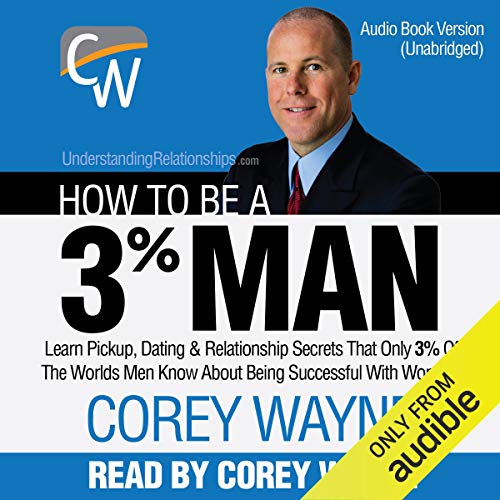 CW
Audio Book Version
(Unabridged)
UnderstandingRelationships.com
HOW TO BE A
3% MAN
Learn Pickup, Dating & Relationship Secrets That Only 3%
The Worlds Men Know About Being Successful With
COREY WAYNE
READ BY COREY
ONLY FROM
audible